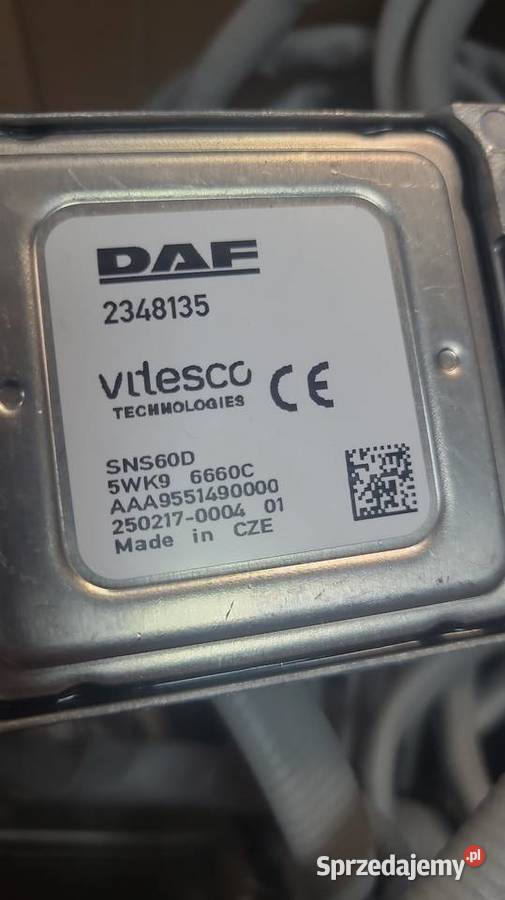 DAF
2348135
vitesco
TECHNOLOGIES
CE
SNS60D
5WK9 6660C
AAA9551490000
250217-0004 01
Made in CZE
Sprzedajemy.pl